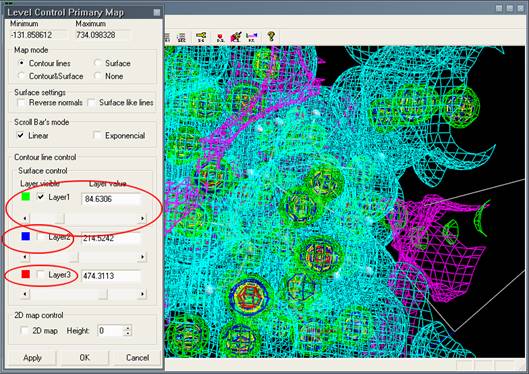 Level Control Primary Map
Minimum Maximum
-131.858612 734.098328
Map mode
Contour lines Surface
Contour&Surface None
Surface settings
Reverse normals Surface like lines
Scroll Bar's mode
Linear Exponencial
Contour line control
Surface control
Layer visible Layer value
Layer1 84.6306
Layer2 214.5242
Layer3 474.3113
2D map control
2D map Height: 0
Apply OK Cancel